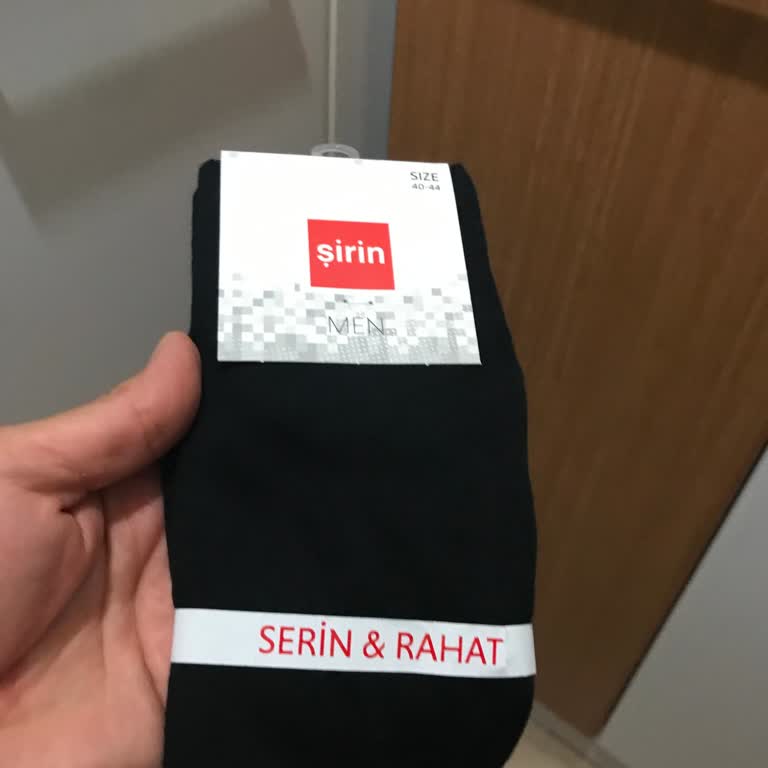 SIZE
40-44
şirin
MEN
SERİN & RAHAT